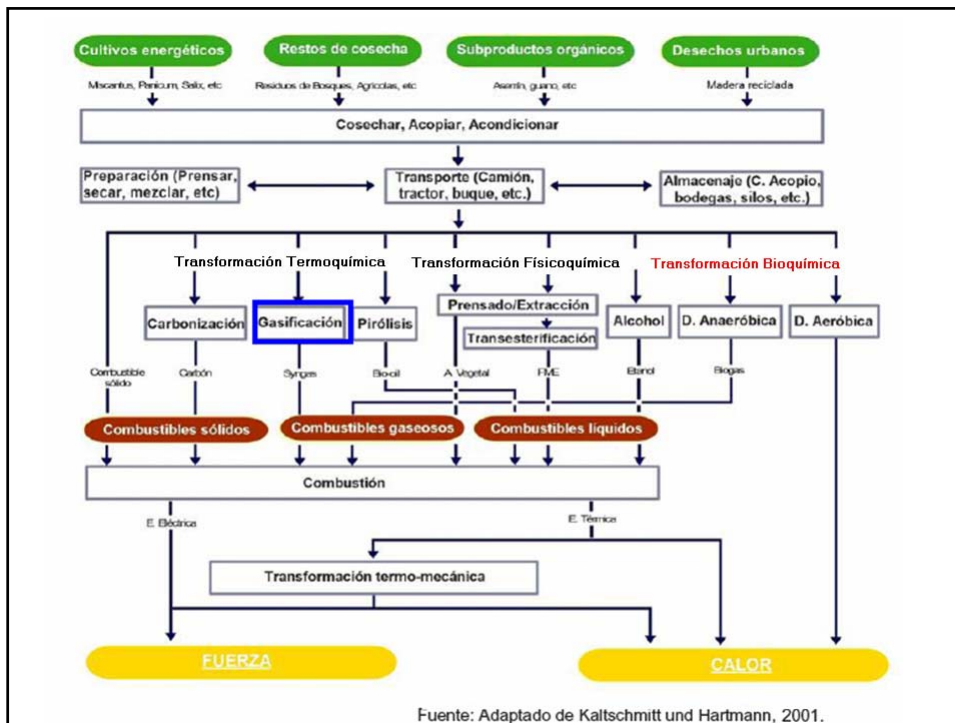 Cultivos energéticos
Restos de cosecha
Subproductos orgánicos
Desechos urbanos
Miscantus, Panicum, Salix, etc
Residuos de Bosques, Agrícolas, etc
Aserrín, guano, etc
Madera reciclada
Cosechar, Acopiar, Acondicionar
Preparación (Prensar,
secar, mezclar, etc)
Transporte (Camión,
tractor, buque, etc.)
Almacenaje (C. Acopio,
bodegas, silos, etc.)
Transformación Termoquímica
Transformación Físicoquímica
Transformación Bioquímica
Carbonización
Gasificación
Pirólisis
Prensado/Extracción
Transesterificación
Alcohol
D. Anaeróbica
D. Aeróbica
Combustible
sólido
Carbón
Syngas
Bio-oil
A. Vegetal
FME
Etanol
Biogas
Combustibles sólidos
Combustibles gaseosos
Combustibles líquidos
Combustión
E. Eléctrica
E. Térmica
Transformación termo-mecánica
FUERZA
CALOR
Fuente: Adaptado de Kaltschmitt und Hartmann, 2001.